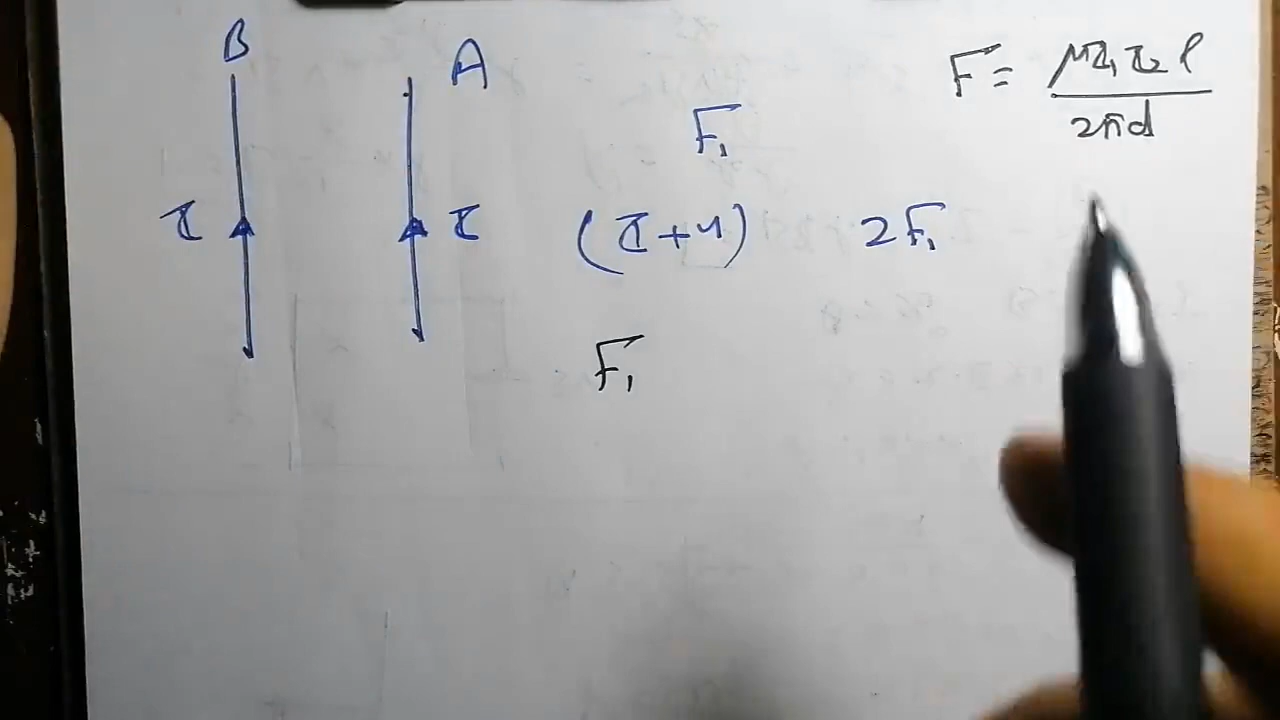 B
A
F = μI₁I₂l / 2πd
F₁
I
I
(I+4)
2F₁
F₁